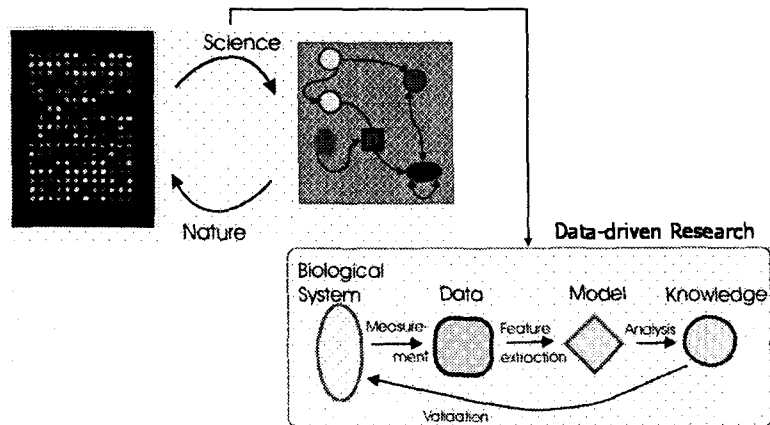 Science
Nature
Data-driven Research
Biological
System
Data
Model
Knowledge
Measure-
ment
Feature
extraction
Analysis
Validation